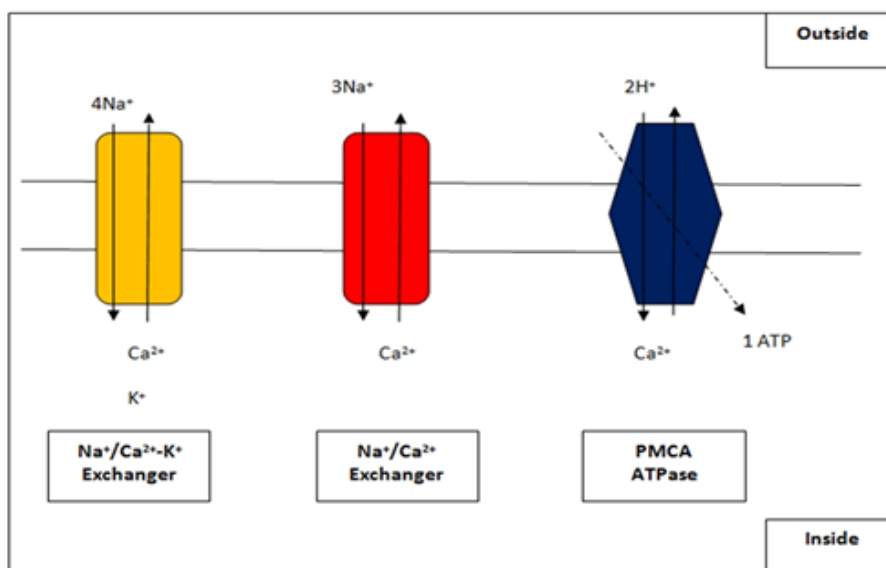 Outside
4Na⁺
3Na⁺
2H⁺
Ca²⁺
Ca²⁺
Ca²⁺
1 ATP
K⁺
Na⁺/Ca²⁺-K⁺
Exchanger
Na⁺/Ca²⁺
Exchanger
PMCA
ATPase
Inside